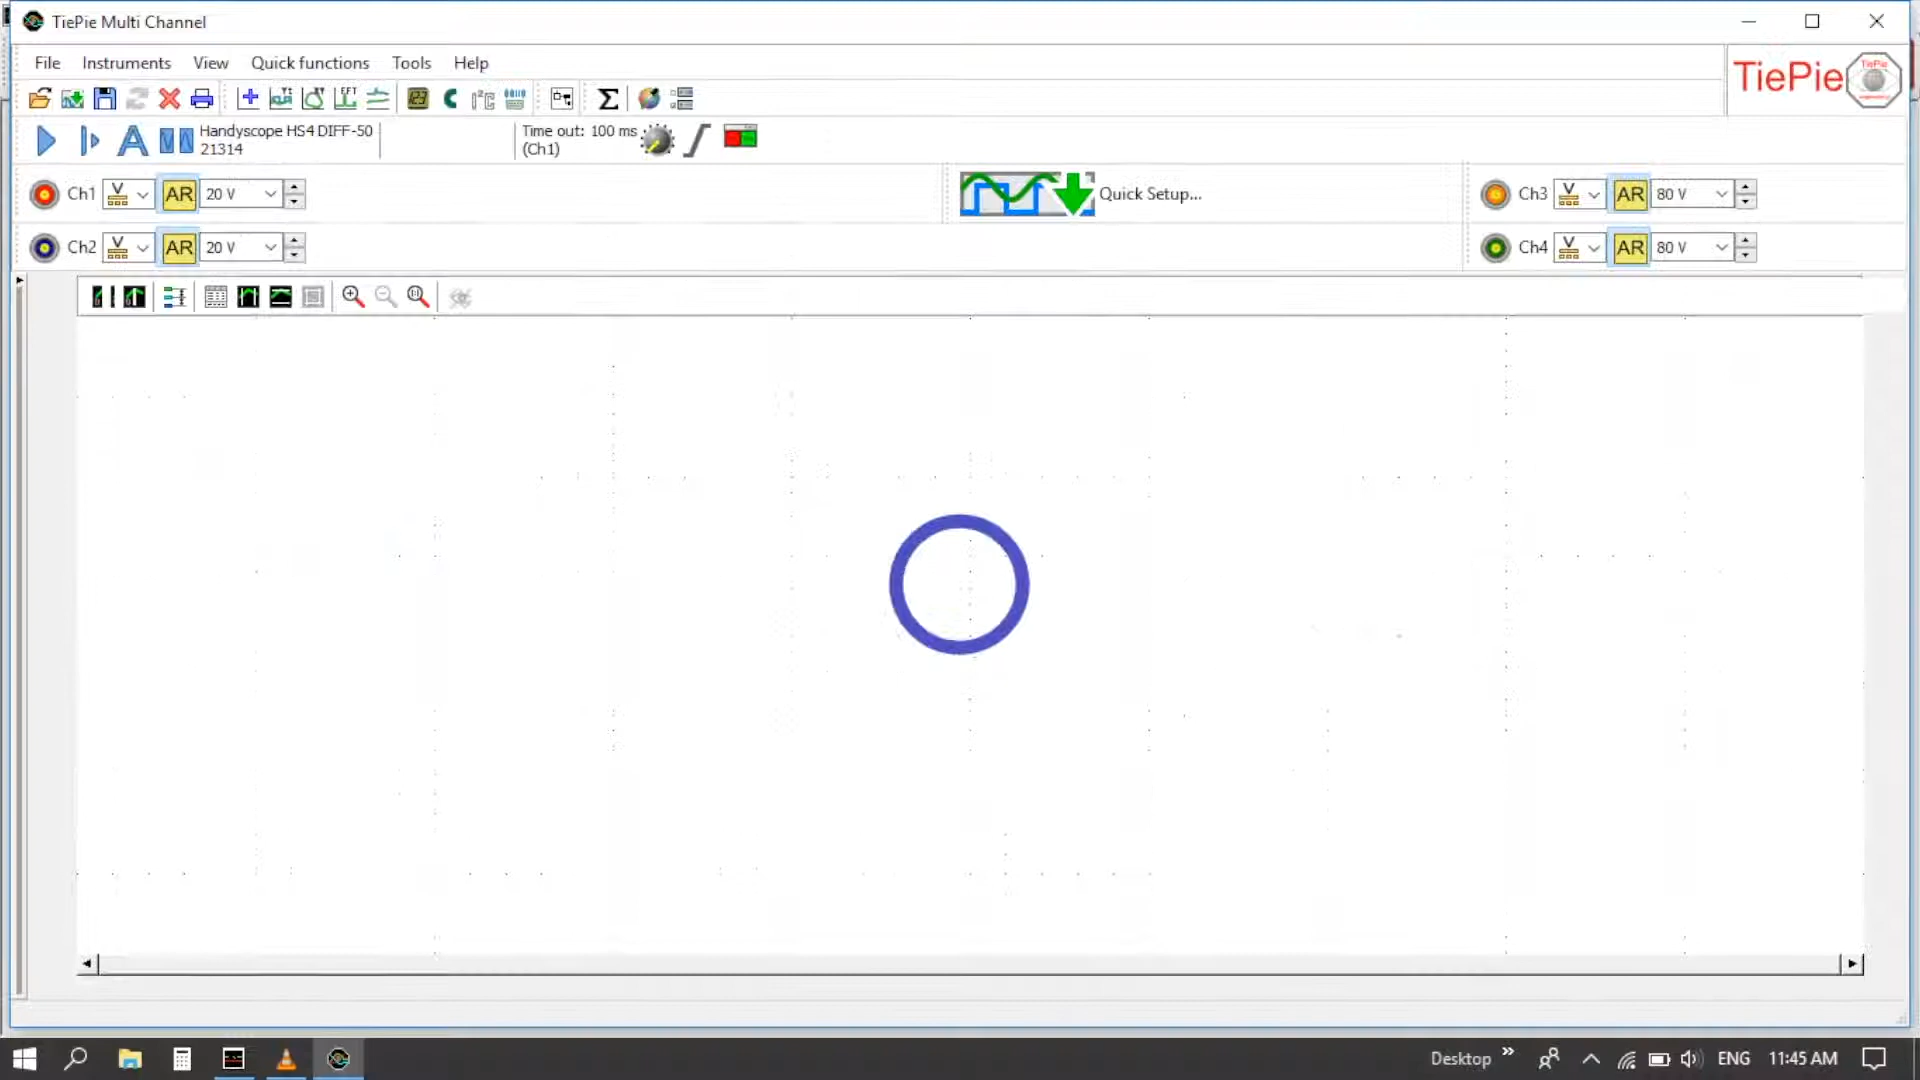 TiePie Multi Channel
File Instruments View Quick functions Tools Help
TiePie
Handyscope HS4 DIFF-50
21314
Time out: 100 ms
(Ch1)
Ch1 V AR 20 V
Quick Setup...
Ch3 V AR 80 V
Ch2 V AR 20 V
Ch4 V AR 80 V
Desktop
ENG
11:45 AM